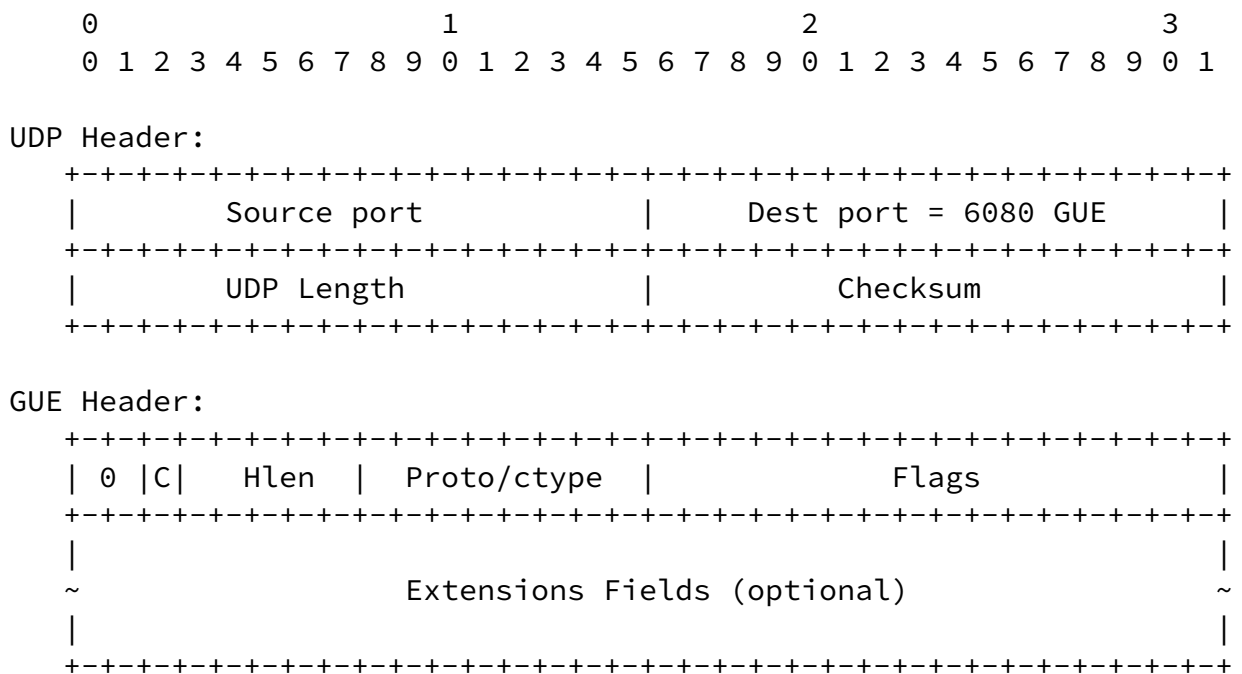 0                   1                   2                   3
    0 1 2 3 4 5 6 7 8 9 0 1 2 3 4 5 6 7 8 9 0 1 2 3 4 5 6 7 8 9 0 1

UDP Header:
   +-+-+-+-+-+-+-+-+-+-+-+-+-+-+-+-+-+-+-+-+-+-+-+-+-+-+-+-+-+-+-+-+
   |        Source port            |     Dest port = 6080 GUE      |
   +-+-+-+-+-+-+-+-+-+-+-+-+-+-+-+-+-+-+-+-+-+-+-+-+-+-+-+-+-+-+-+-+
   |        UDP Length             |          Checksum             |
   +-+-+-+-+-+-+-+-+-+-+-+-+-+-+-+-+-+-+-+-+-+-+-+-+-+-+-+-+-+-+-+-+

GUE Header:
   +-+-+-+-+-+-+-+-+-+-+-+-+-+-+-+-+-+-+-+-+-+-+-+-+-+-+-+-+-+-+-+-+
   | 0 |C|   Hlen  |  Proto/ctype  |             Flags             |
   +-+-+-+-+-+-+-+-+-+-+-+-+-+-+-+-+-+-+-+-+-+-+-+-+-+-+-+-+-+-+-+-+
   |                                                               |
   ~                  Extensions Fields (optional)                 ~
   |                                                               |
   +-+-+-+-+-+-+-+-+-+-+-+-+-+-+-+-+-+-+-+-+-+-+-+-+-+-+-+-+-+-+-+-+